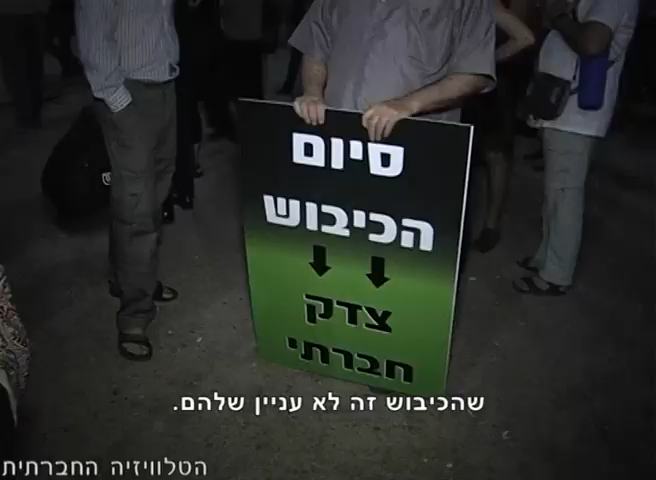 סיום
הכיבוש
צדק
חברתי
שהכיבוש זה לא עניין שלהם.
הטלוויזיה החברתית